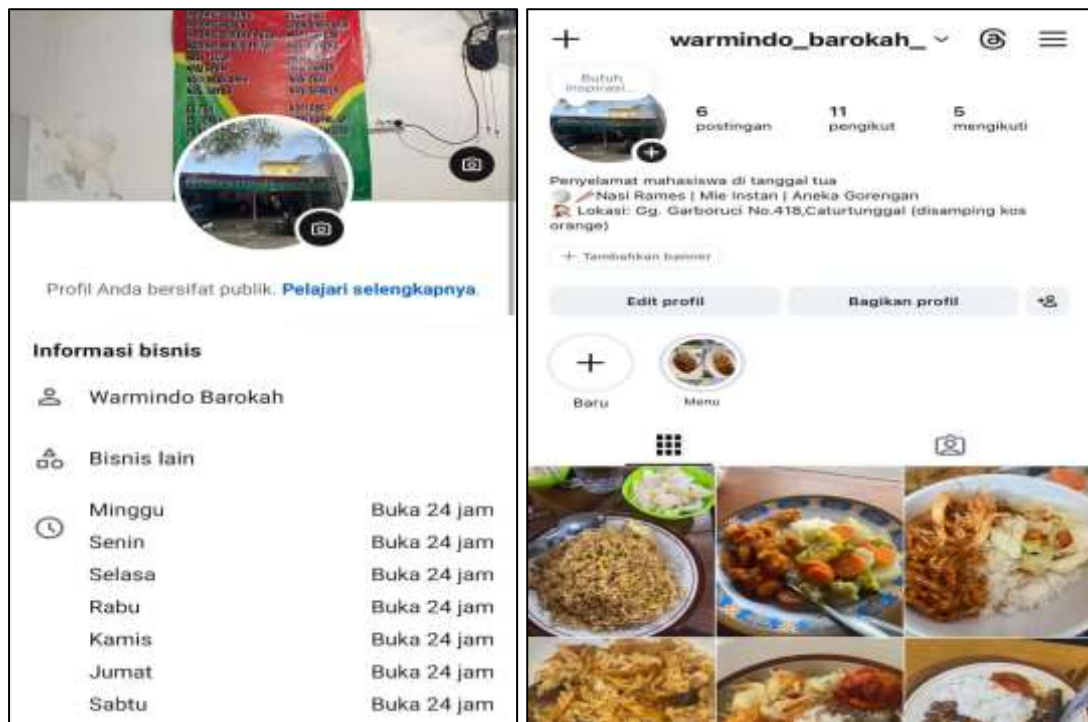 Profil Anda bersifat publik. Pelajari selengkapnya.
Informasi bisnis
Warmindo Barokah
Bisnis lain
Minggu Buka 24 jam
Senin Buka 24 jam
Selasa Buka 24 jam
Rabu Buka 24 jam
Kamis Buka 24 jam
Jumat Buka 24 jam
Sabtu Buka 24 jam
warmindo_barokah_
Butuh
inspirasi...
6 11 5
postingan pengikut mengikuti
Penyelamat mahasiswa di tanggal tua
Nasi Rames | Mie Instan | Aneka Gorengan
Lokasi: Gg. Garboruci No.418,Caturtunggal (disamping kos
orange)
+ Tambahkan banner
Edit profil Bagikan profil
Baru Menu